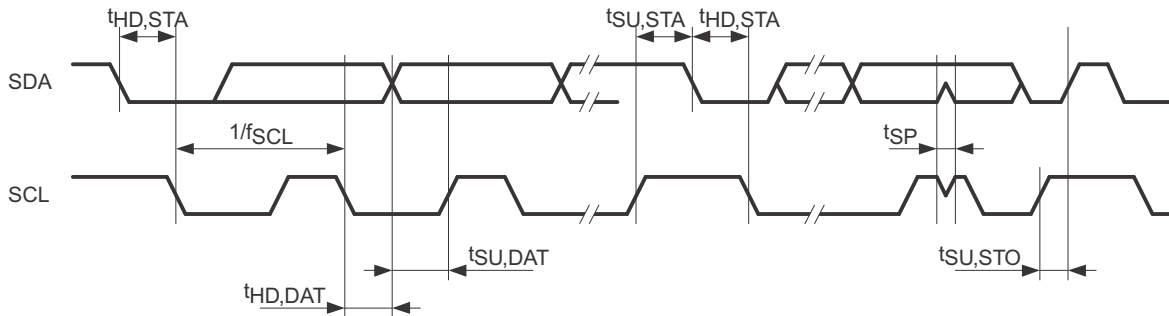 tHD,STA tSU,STA tHD,STA
SDA
1/fSCL tSP
SCL
tSU,DAT tSU,STO
tHD,DAT